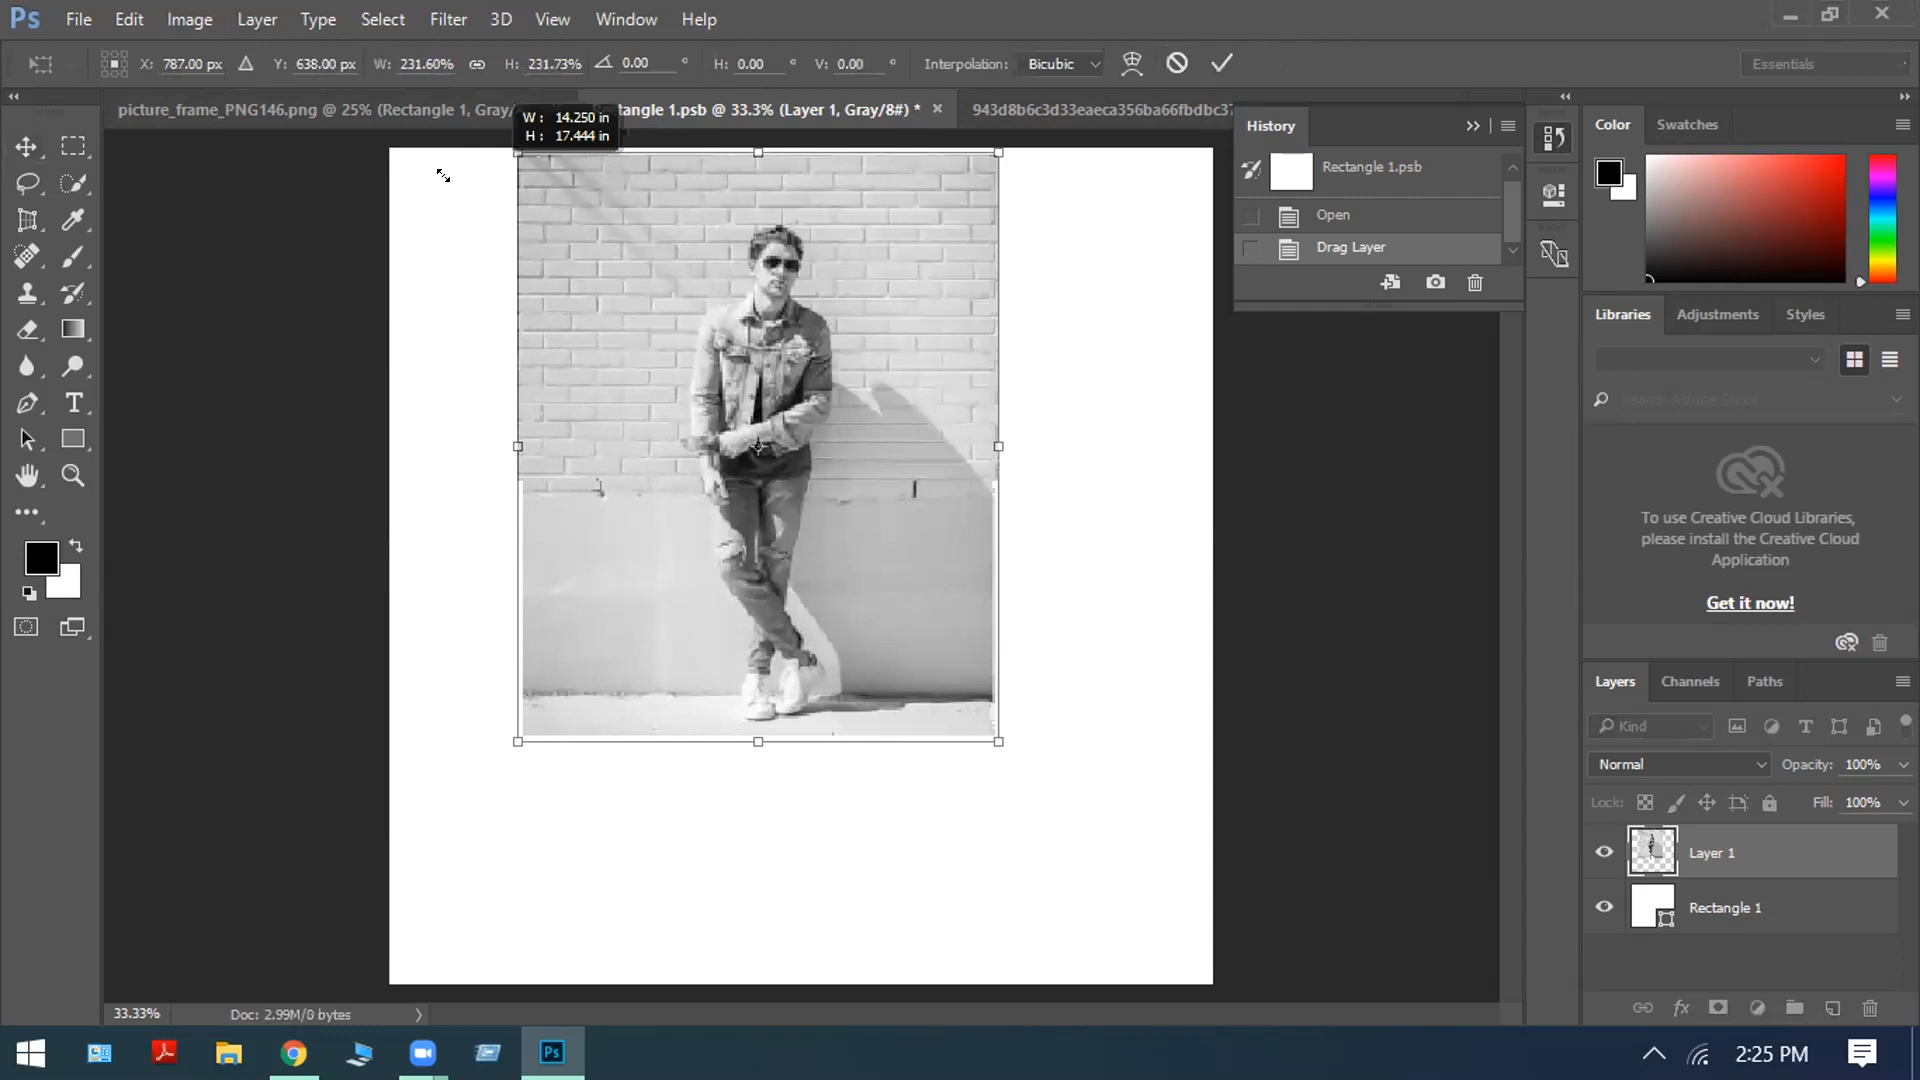 Ps File Edit Image Layer Type Select Filter 3D View Window Help
X: 787.00 px Y: 638.00 px W: 231.60% H: 231.73% 0.00 ° H: 0.00 ° V: 0.00 ° Interpolation: Bicubic Essentials
picture_frame_PNG146.png @ 25% (Rectangle 1, Gray/ tangle 1.psb @ 33.3% (Layer 1, Gray/8#) * 943d8b6c3d33eaeca356ba66fbdbc37
W : 14.250 in
H : 17.444 in
History
Rectangle 1.psb
Open
Drag Layer
Color Swatches
Libraries Adjustments Styles
Search Adobe Stock
To use Creative Cloud Libraries,
please install the Creative Cloud
Application
Get it now!
Layers Channels Paths
Kind
Normal Opacity: 100%
Lock: Fill: 100%
Layer 1
Rectangle 1
33.33% Doc: 2.99M/0 bytes
Ps 2:25 PM